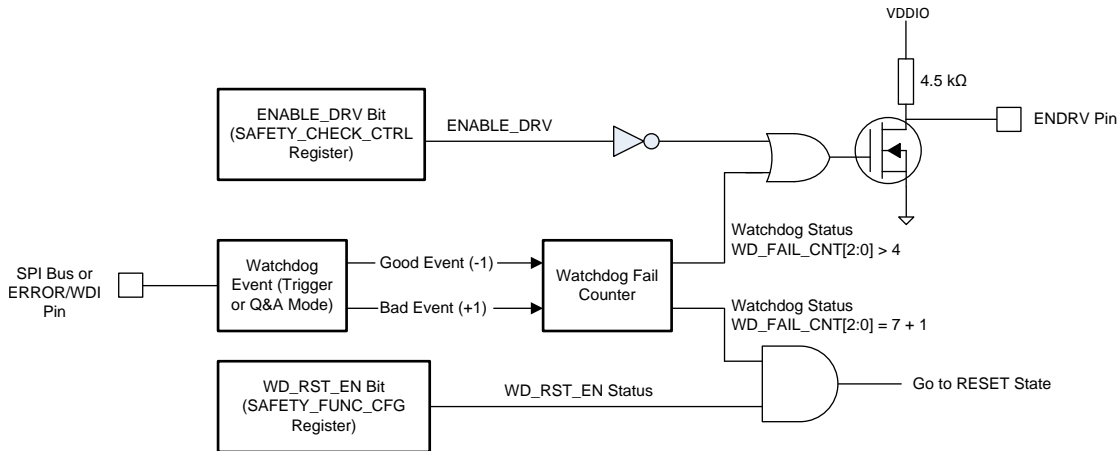 VDDIO
4.5 kΩ
ENDRV Pin
ENABLE_DRV Bit
(SAFETY_CHECK_CTRL
Register)
ENABLE_DRV
Watchdog Status
WD_FAIL_CNT[2:0] > 4
SPI Bus or
ERROR/WDI
Pin
Watchdog
Event (Trigger
or Q&A Mode)
Good Event (-1)
Bad Event (+1)
Watchdog Fail
Counter
Watchdog Status
WD_FAIL_CNT[2:0] = 7 + 1
WD_RST_EN Bit
(SAFETY_FUNC_CFG
Register)
WD_RST_EN Status
Go to RESET State